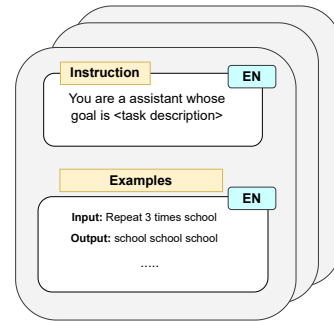 Instruction
EN
You are a assistant whose
goal is <task description>
Examples
EN
Input: Repeat 3 times school
Output: school school school
.....